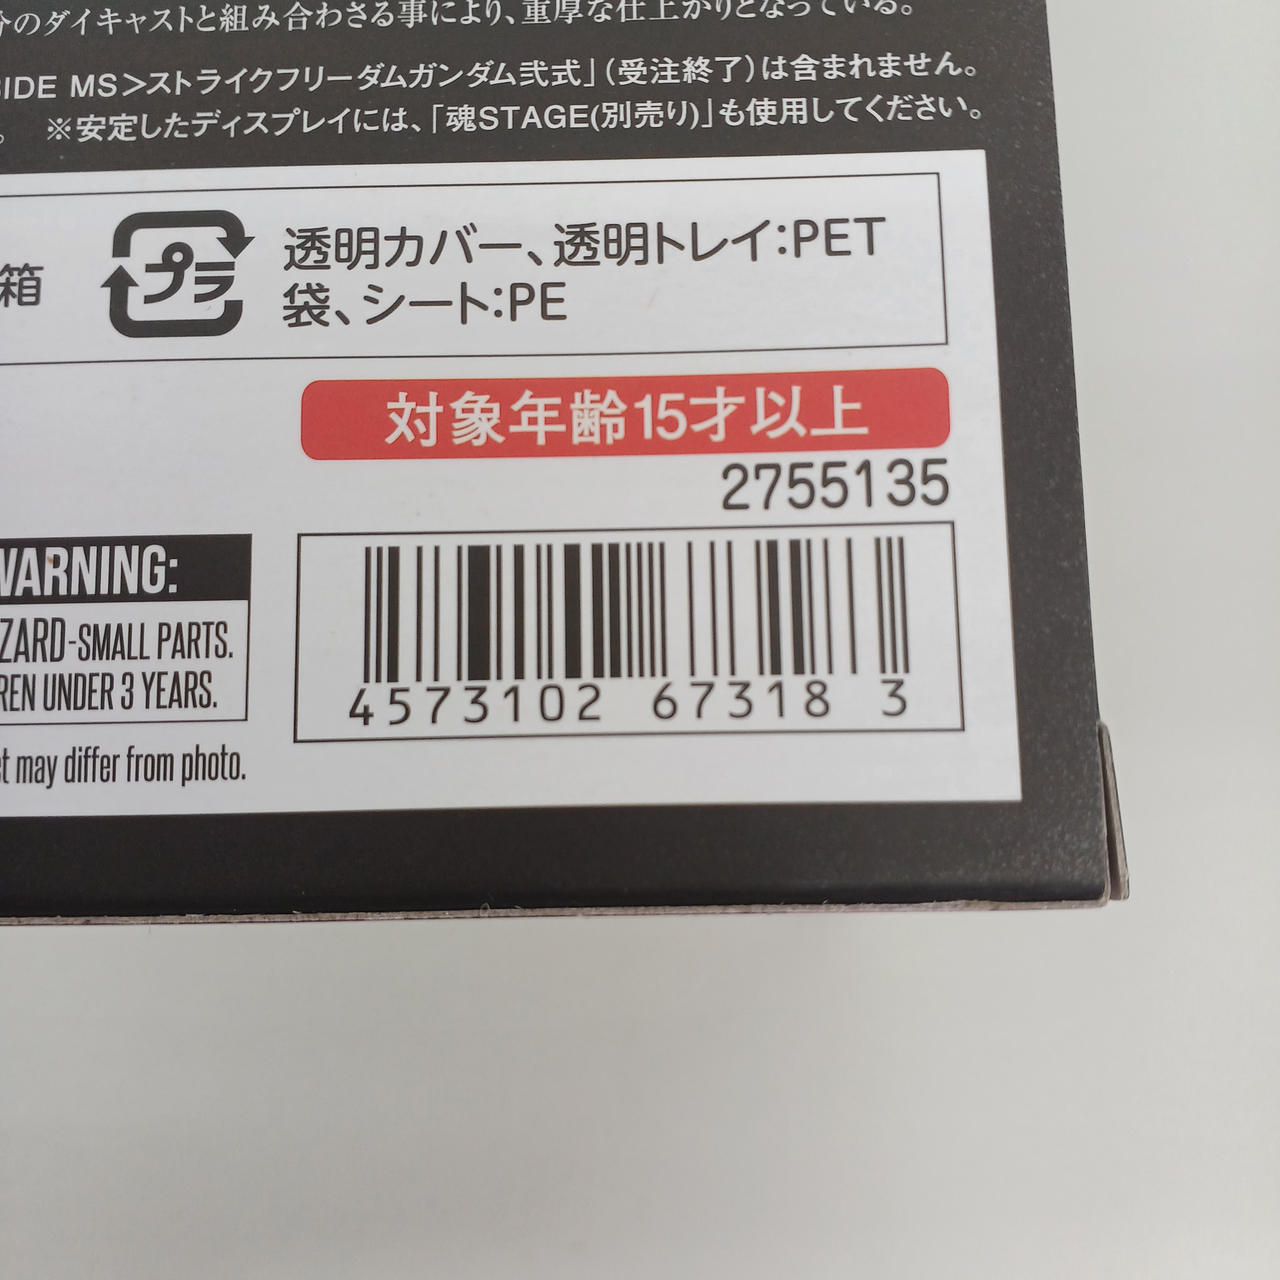 のダイキャストと組み合わさる事により、重厚な仕上がりとなっている。
SIDE MS>ストライクフリーダムガンダム弐式」(受注終了)は含まれません。
。 ※安定したディスプレイには、「魂STAGE(別売り)」も使用してください。
箱
プラ
透明カバー、透明トレイ:PET
袋、シート:PE
対象年齢15才以上
2755135
WARNING:
ZARD-SMALL PARTS.
REN UNDER 3 YEARS.
ct may differ from photo.
4573102 67318 3